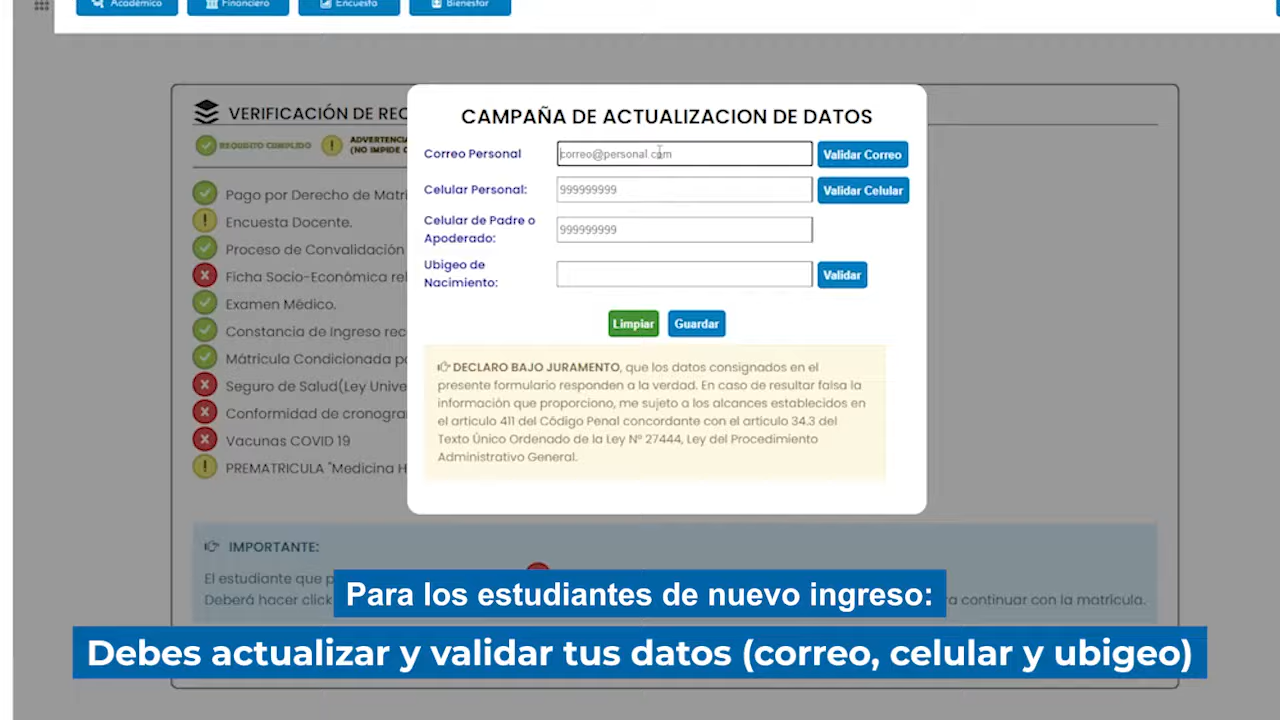 Académico Financiero Encuesta Bienestar
VERIFICACIÓN DE REC
REQUISITO CUMPLIDO
ADVERTENCIA
(NO IMPIDE
Pago por Derecho de Matri
Encuesta Docente.
Proceso de Convalidación
Ficha Socio-Económica rel
Examen Médico.
Constancia de Ingreso rec
Mátricula Condicionada po
Seguro de Salud(Ley Unive
Conformidad de cronogra
Vacunas COVID 19
PREMATRICULA "Medicina H
CAMPAÑA DE ACTUALIZACION DE DATOS
Correo Personal correo@personal.com Validar Correo
Celular Personal: 999999999 Validar Celular
Celular de Padre o
Apoderado: 999999999
Ubigeo de
Nacimiento: Validar
Limpiar Guardar
DECLARO BAJO JURAMENTO, que los datos consignados en el
presente formulario responden a la verdad. En caso de resultar falsa la
información que proporciono, me sujeto a los alcances establecidos en
el articulo 411 del Código Penal concordante con el artículo 34.3 del
Texto Único Ordenado de la Ley Nº 27444, Ley del Procedimiento
Administrativo General.
IMPORTANTE:
El estudiante que p
Deberá hacer click a continuar con la matricula.
Para los estudiantes de nuevo ingreso:
Debes actualizar y validar tus datos (correo, celular y ubigeo)